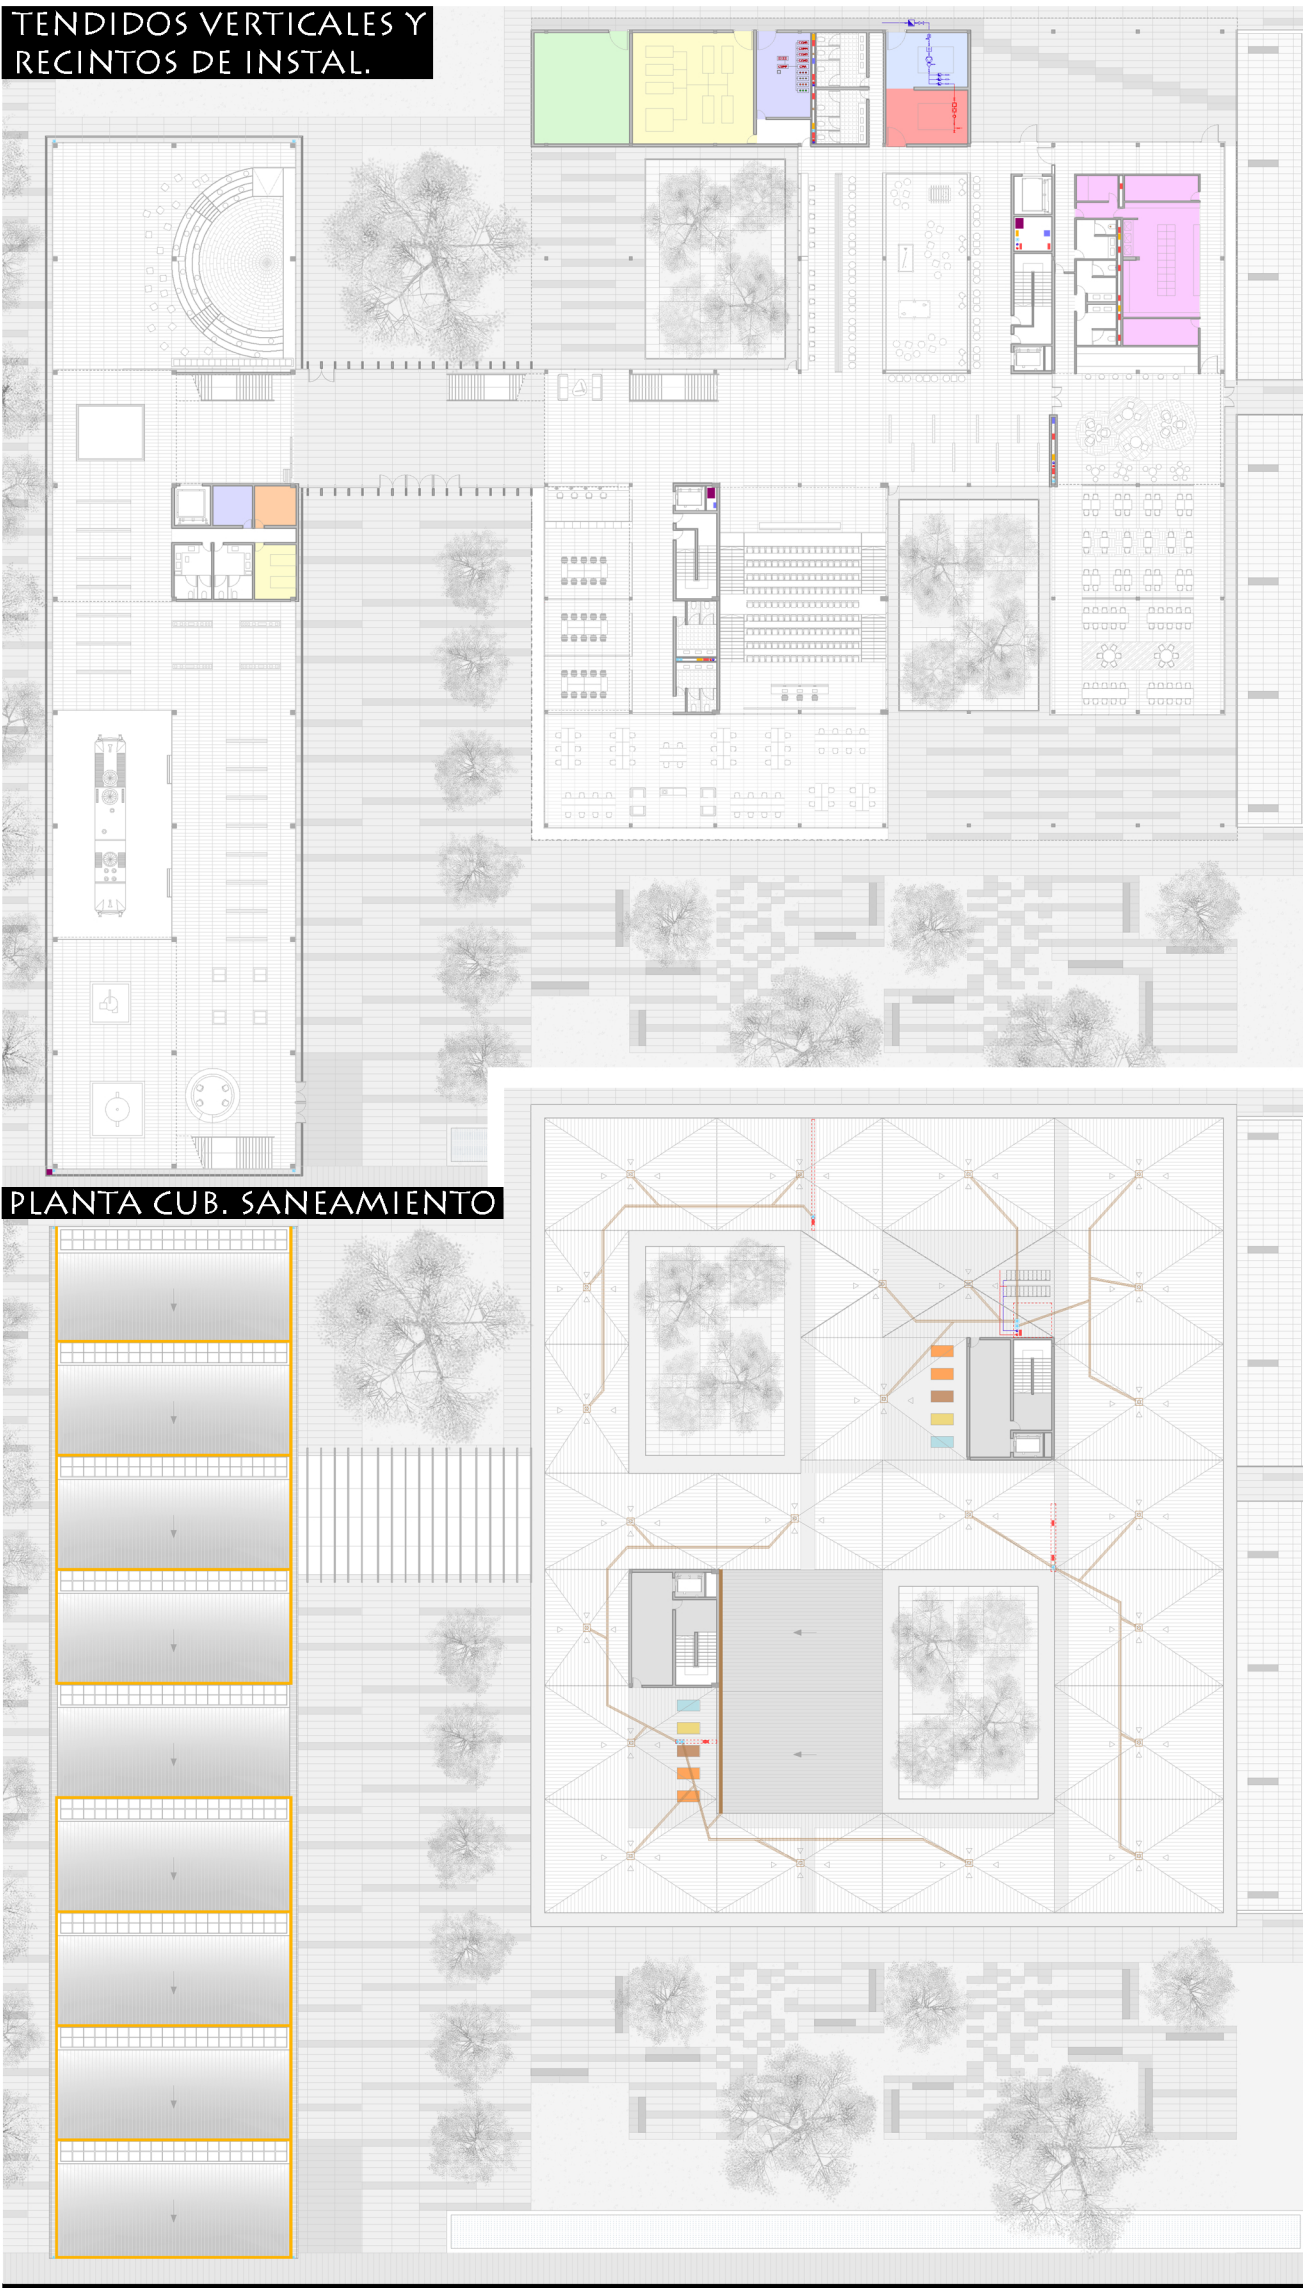 TENDIDOS VERTICALES Y
RECINTOS DE INSTAL.
PLANTA CUB. SANEAMIENTO